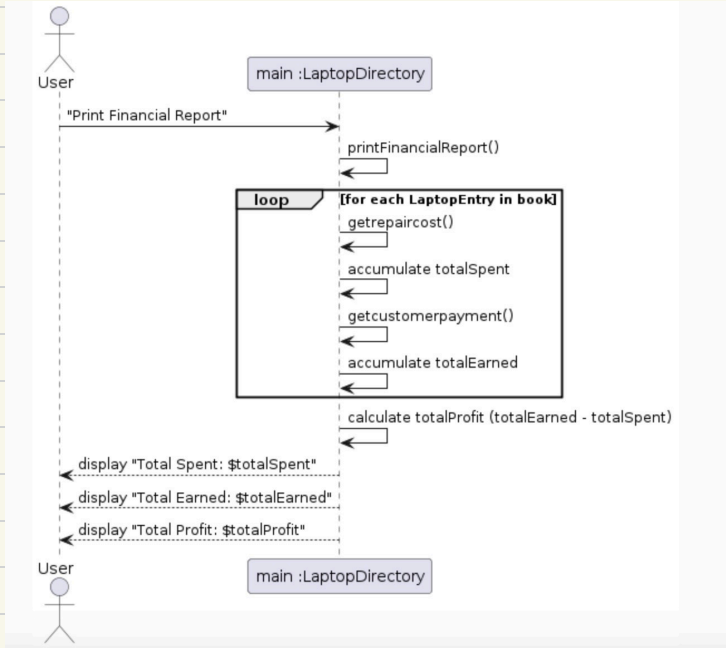 User
main :LaptopDirectory
"Print Financial Report"
printFinancialReport()
loop [for each LaptopEntry in book]
getrepaircost()
accumulate totalSpent
getcustomerpayment()
accumulate totalEarned
calculate totalProfit (totalEarned - totalSpent)
display "Total Spent: $totalSpent"
display "Total Earned: $totalEarned"
display "Total Profit: $totalProfit"
User
main :LaptopDirectory